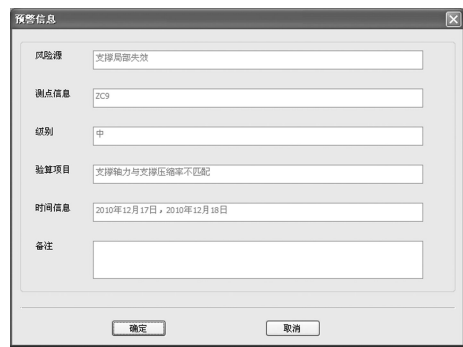 预警信息
风险源
支撑局部失效
测点信息
ZC9
级别
中
验算项目
支撑轴力与支撑压缩率不匹配
时间信息
2010年12月17日，2010年12月18日
备注
确定 取消